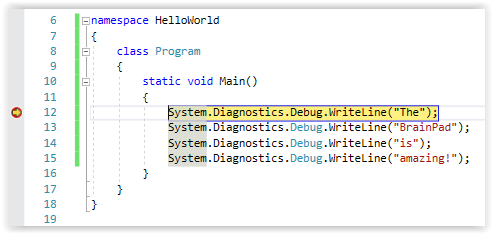 6 namespace HelloWorld
7 {
8 class Program
9 {
10 static void Main()
11 {
12 System.Diagnostics.Debug.WriteLine("The");
13 System.Diagnostics.Debug.WriteLine("BrainPad");
14 System.Diagnostics.Debug.WriteLine("is");
15 System.Diagnostics.Debug.WriteLine("amazing!");
16 }
17 }
18 }
19